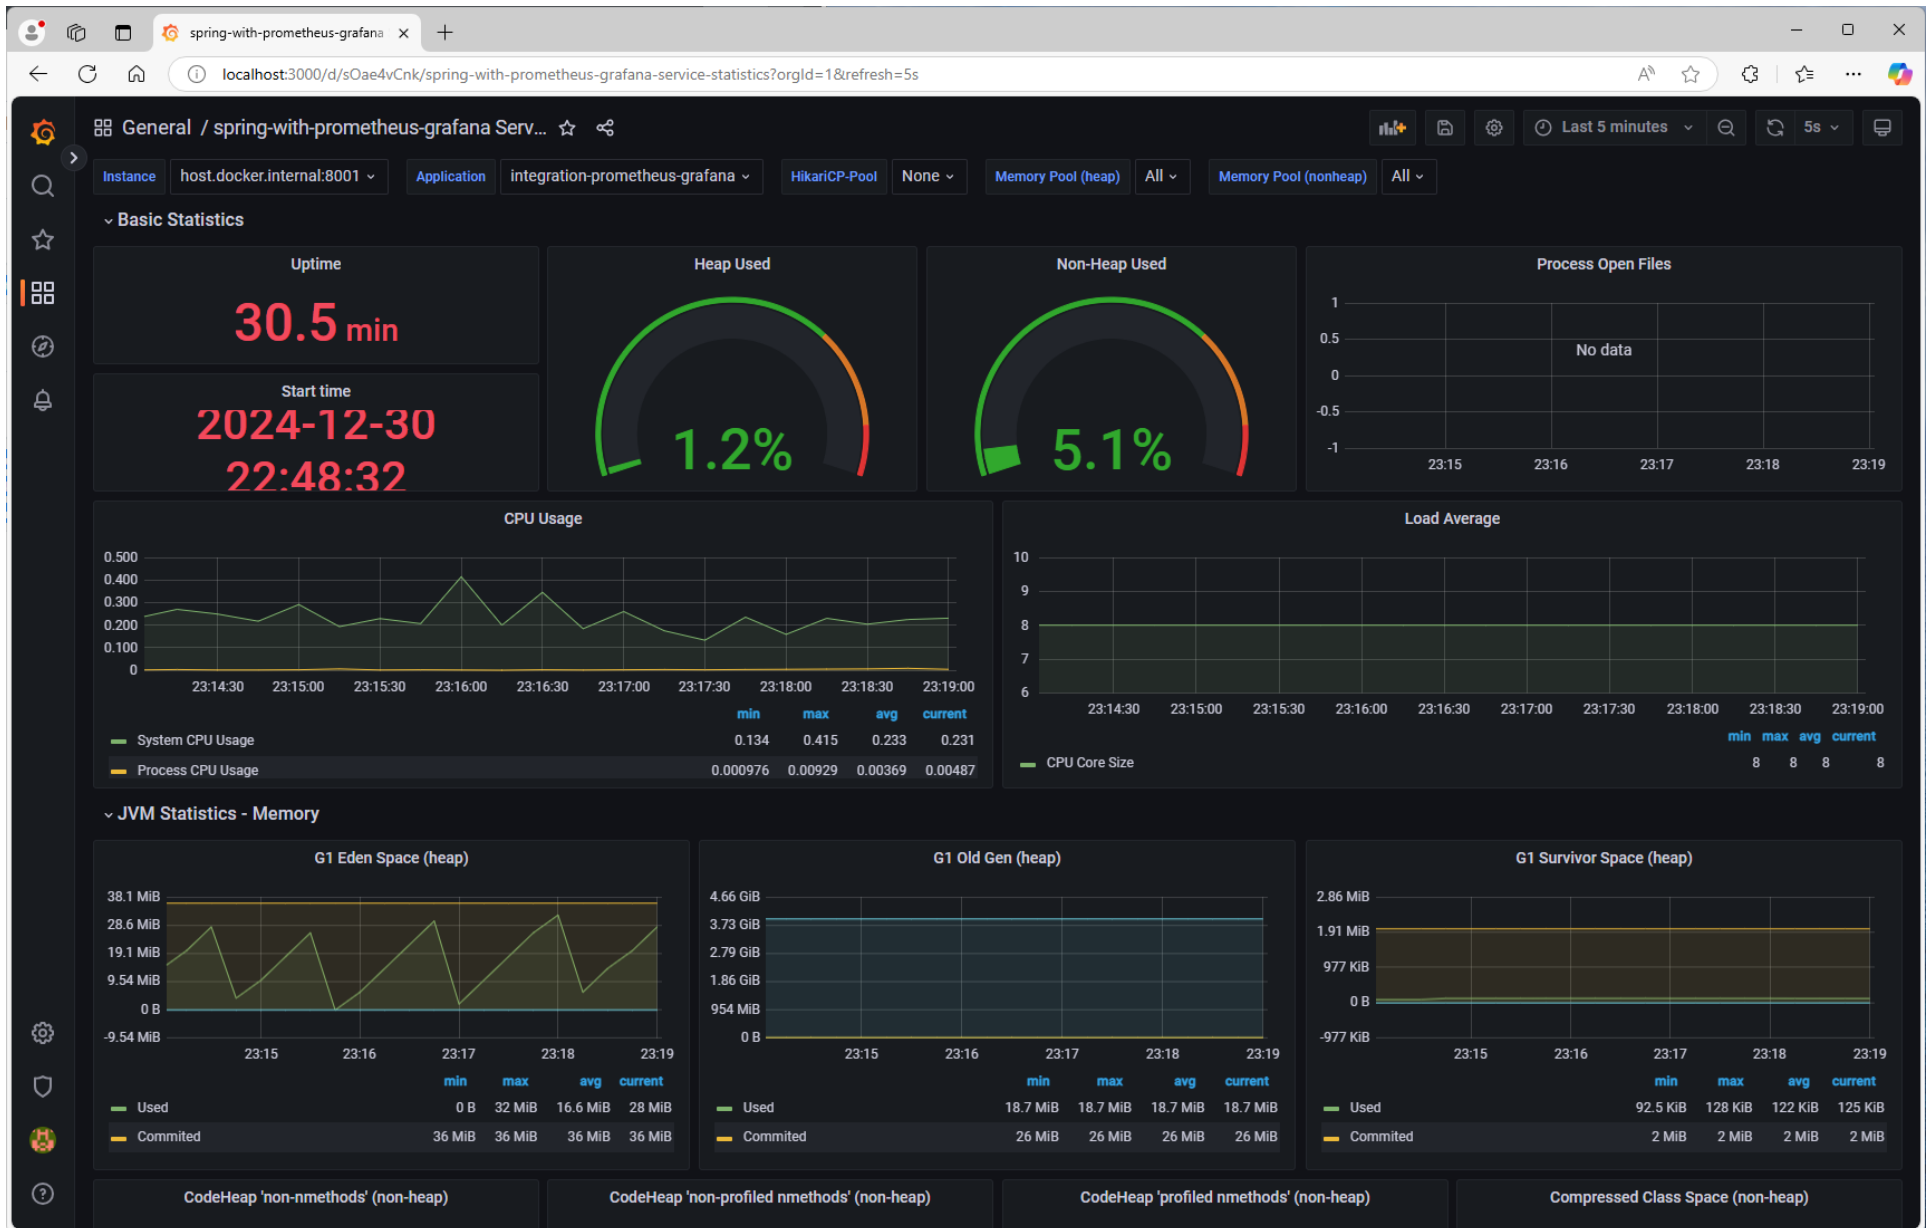 spring-with-prometheus-grafana
localhost:3000/d/sOae4vCnk/spring-with-prometheus-grafana-service-statistics?orgId=1&refresh=5s
General / spring-with-prometheus-grafana Serv...
Last 5 minutes
5s
Instance host.docker.internal:8001 Application integration-prometheus-grafana HikariCP-Pool None Memory Pool (heap) All Memory Pool (nonheap) All
Basic Statistics
Uptime
30.5 min
Start time
2024-12-30
22:48:32
Heap Used
1.2%
Non-Heap Used
5.1%
Process Open Files
1
0.5
No data
0
-0.5
-1
23:15 23:16 23:17 23:18 23:19
CPU Usage
0.500
0.400
0.300
0.200
0.100
0
23:14:30 23:15:00 23:15:30 23:16:00 23:16:30 23:17:00 23:17:30 23:18:00 23:18:30 23:19:00
min max avg current
System CPU Usage 0.134 0.415 0.233 0.231
Process CPU Usage 0.000976 0.00929 0.00369 0.00487
Load Average
10
9
8
7
6
23:14:30 23:15:00 23:15:30 23:16:00 23:16:30 23:17:00 23:17:30 23:18:00 23:18:30 23:19:00
min max avg current
CPU Core Size 8 8 8 8
JVM Statistics - Memory
G1 Eden Space (heap)
38.1 MiB
28.6 MiB
19.1 MiB
9.54 MiB
0 B
-9.54 MiB
23:15 23:16 23:17 23:18 23:19
min max avg current
Used 0 B 32 MiB 16.6 MiB 28 MiB
Commited 36 MiB 36 MiB 36 MiB 36 MiB
G1 Old Gen (heap)
4.66 GiB
3.73 GiB
2.79 GiB
1.86 GiB
954 MiB
0 B
23:15 23:16 23:17 23:18 23:19
min max avg current
Used 18.7 MiB 18.7 MiB 18.7 MiB 18.7 MiB
Commited 26 MiB 26 MiB 26 MiB 26 MiB
G1 Survivor Space (heap)
2.86 MiB
1.91 MiB
977 KiB
0 B
-977 KiB
23:15 23:16 23:17 23:18 23:19
min max avg current
Used 92.5 KiB 128 KiB 122 KiB 125 KiB
Commited 2 MiB 2 MiB 2 MiB 2 MiB
CodeHeap 'non-nmethods' (non-heap)
CodeHeap 'non-profiled nmethods' (non-heap)
CodeHeap 'profiled nmethods' (non-heap)
Compressed Class Space (non-heap)